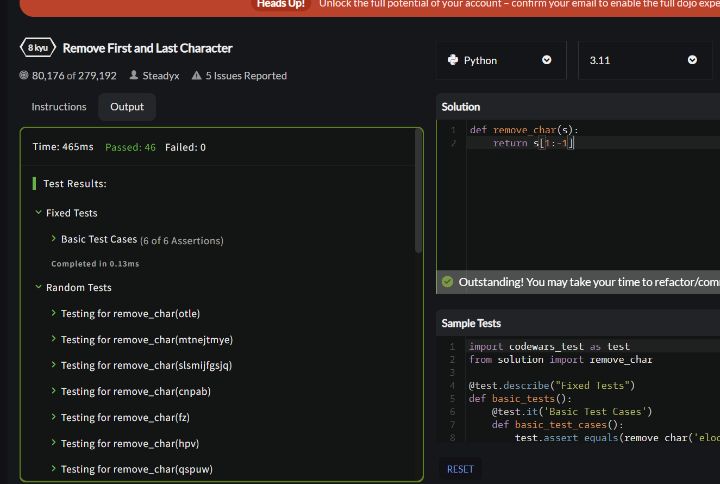 Heads Up! Unlock the full potential of your account – confirm your email to enable the full dojo expe
8 kyu Remove First and Last Character
80,176 of 279,192 Steadyx 5 Issues Reported
Instructions Output
Time: 465ms Passed: 46 Failed: 0
Test Results:
Fixed Tests
Basic Test Cases (6 of 6 Assertions)
Completed in 0.13ms
Random Tests
Testing for remove_char(otle)
Testing for remove_char(mtnejtmye)
Testing for remove_char(slsmijfgsjq)
Testing for remove_char(cnpab)
Testing for remove_char(fz)
Testing for remove_char(hpv)
Testing for remove_char(qspuw)
Python 3.11
Solution
1 def remove_char(s):
2 return s[1:-1]
Outstanding! You may take your time to refactor/com
Sample Tests
1 import codewars_test as test
2 from solution import remove_char
3
4 @test.describe("Fixed Tests")
5 def basic_tests():
6 @test.it('Basic Test Cases')
7 def basic_test_cases():
8 test.assert_equals(remove_char('eloq
RESET